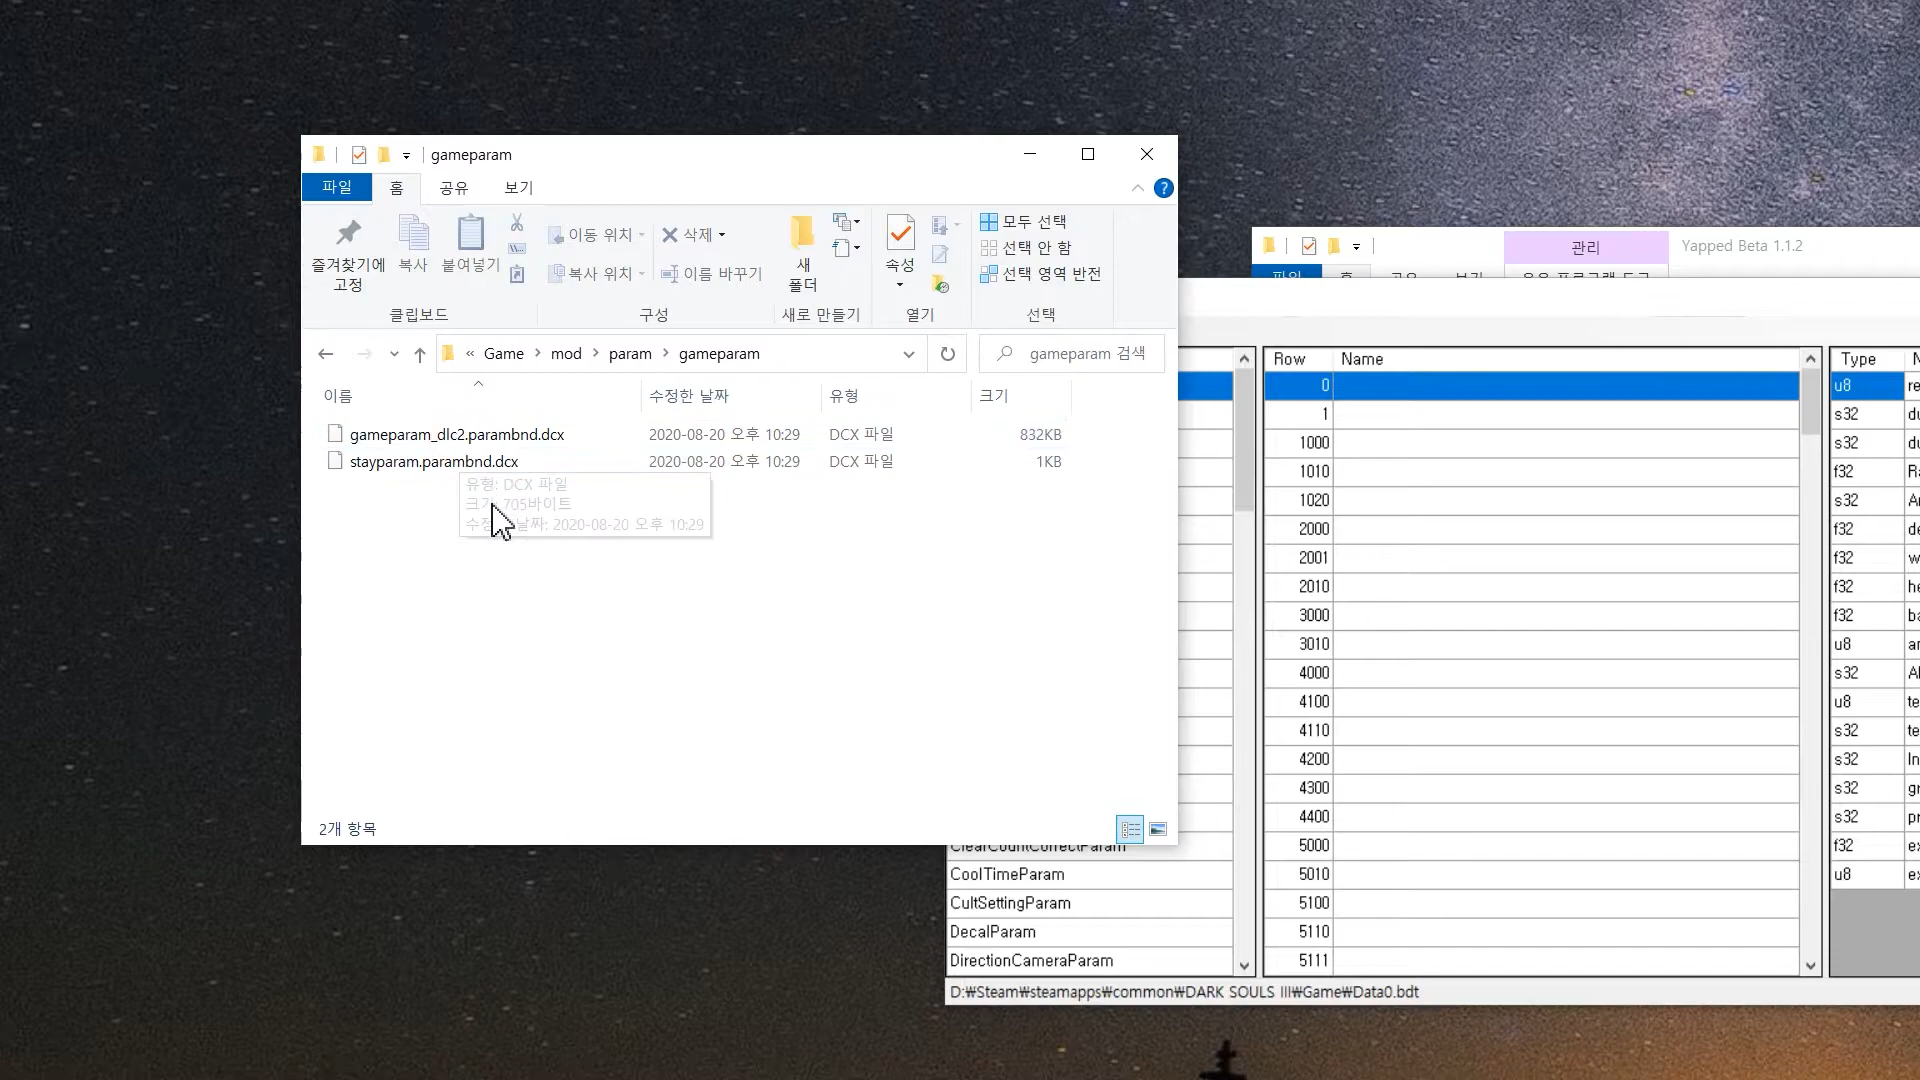 gameparam
파일 홈 공유 보기
즐겨찾기에 고정
복사
붙여넣기
이동 위치
복사 위치
삭제
이름 바꾸기
새 폴더
속성
모두 선택
선택 안 함
선택 영역 반전
클립보드 구성 새로 만들기 열기 선택
« Game > mod > param > gameparam
gameparam 검색
이름 수정한 날짜 유형 크기
gameparam_dlc2.parambnd.dcx 2020-08-20 오후 10:29 DCX 파일 832KB
stayparam.parambnd.dcx 2020-08-20 오후 10:29 DCX 파일 1KB
유형: DCX 파일
705바이트
날짜: 2020-08-20 오후 10:29
2개 항목
관리 Yapped Beta 1.1.2
Row Name Type
0 u8
1 s32
1000 s32
1010 f32
1020 s32
2000 f32
2001 f32
2010 f32
3000 f32
3010 u8
4000 s32
4100 u8
4110 s32
4200 s32
4300 s32
4400 s32
ClearCountCorrectParam 5000 f32
CoolTimeParam 5010 u8
CultSettingParam 5100
DecalParam 5110
DirectionCameraParam 5111
D:₩Steam₩steamapps₩common₩DARK SOULS III₩Game₩Data0.bdt